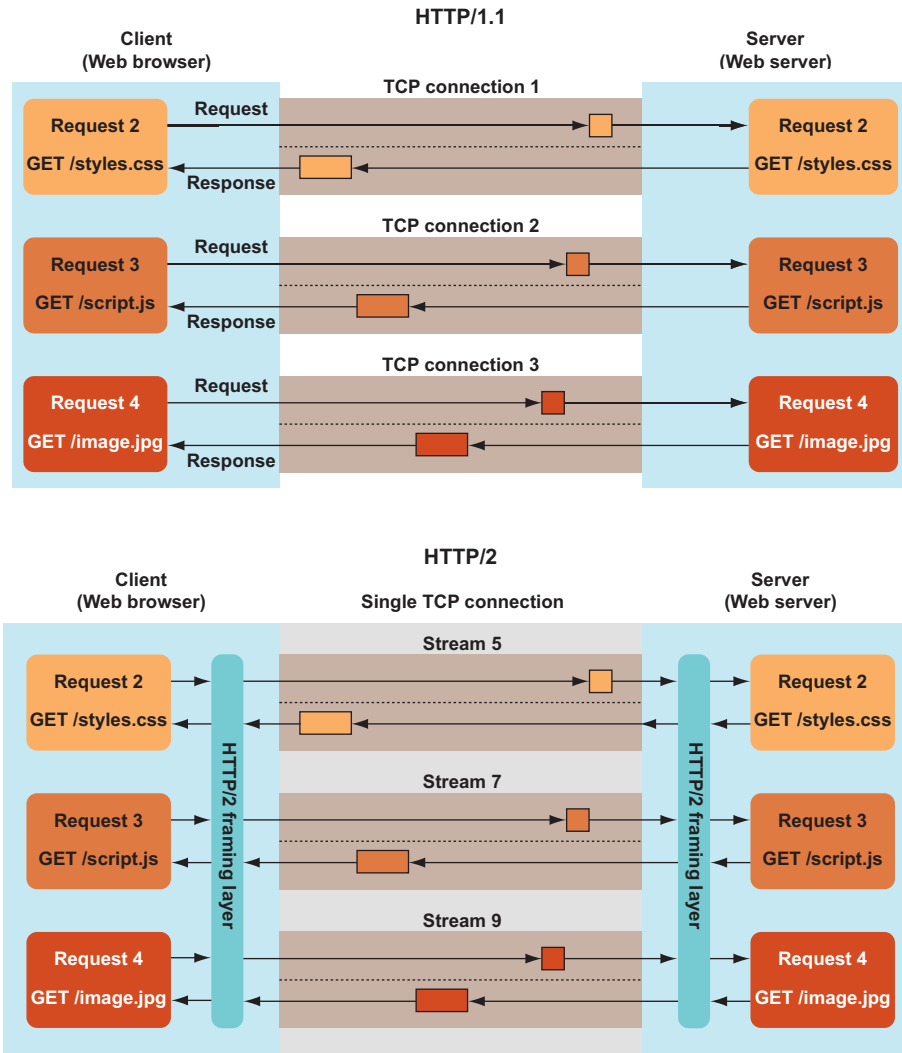 HTTP/1.1
Client
(Web browser)
Server
(Web server)
TCP connection 1
Request 2
GET /styles.css
Request
Response
Request 2
GET /styles.css
TCP connection 2
Request 3
GET /script.js
Request
Response
Request 3
GET /script.js
TCP connection 3
Request 4
GET /image.jpg
Request
Response
Request 4
GET /image.jpg
HTTP/2
Client
(Web browser)
Single TCP connection
Server
(Web server)
Stream 5
Request 2
GET /styles.css
Request 2
GET /styles.css
HTTP/2 framing layer
HTTP/2 framing layer
Stream 7
Request 3
GET /script.js
Request 3
GET /script.js
Stream 9
Request 4
GET /image.jpg
Request 4
GET /image.jpg